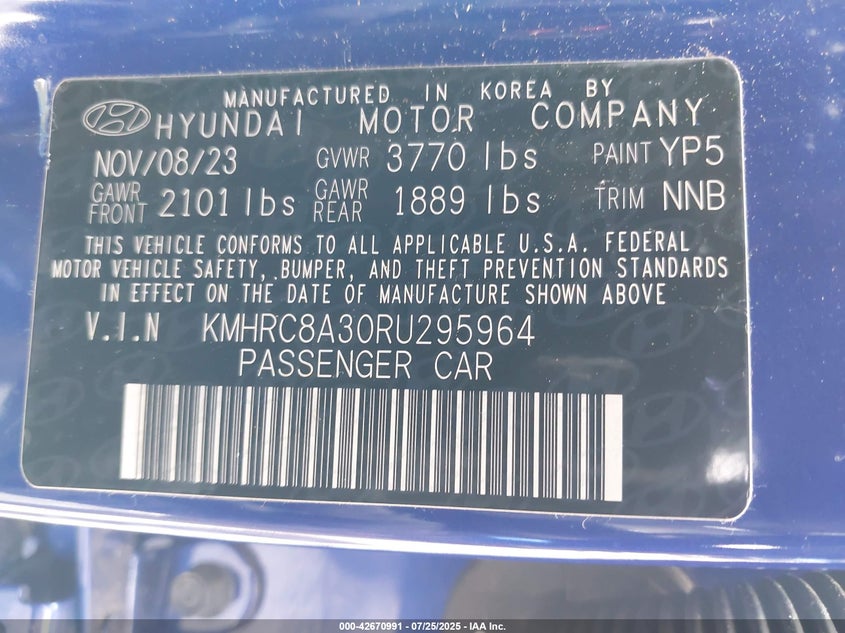 MANUFACTURED IN KOREA BY
HYUNDAI MOTOR COMPANY
NOV/08/23 GVWR 3770 lbs PAINT YP5
GAWR FRONT 2101 lbs GAWR REAR 1889 lbs TRIM NNB
THIS VEHICLE CONFORMS TO ALL APPLICABLE U.S.A. FEDERAL
MOTOR VEHICLE SAFETY, BUMPER, AND THEFT PREVENTION STANDARDS
IN EFFECT ON THE DATE OF MANUFACTURE SHOWN ABOVE
V.I.N KMHRC8A30RU295964
PASSENGER CAR
000-42670991 - 07/25/2025 - IAA Inc.